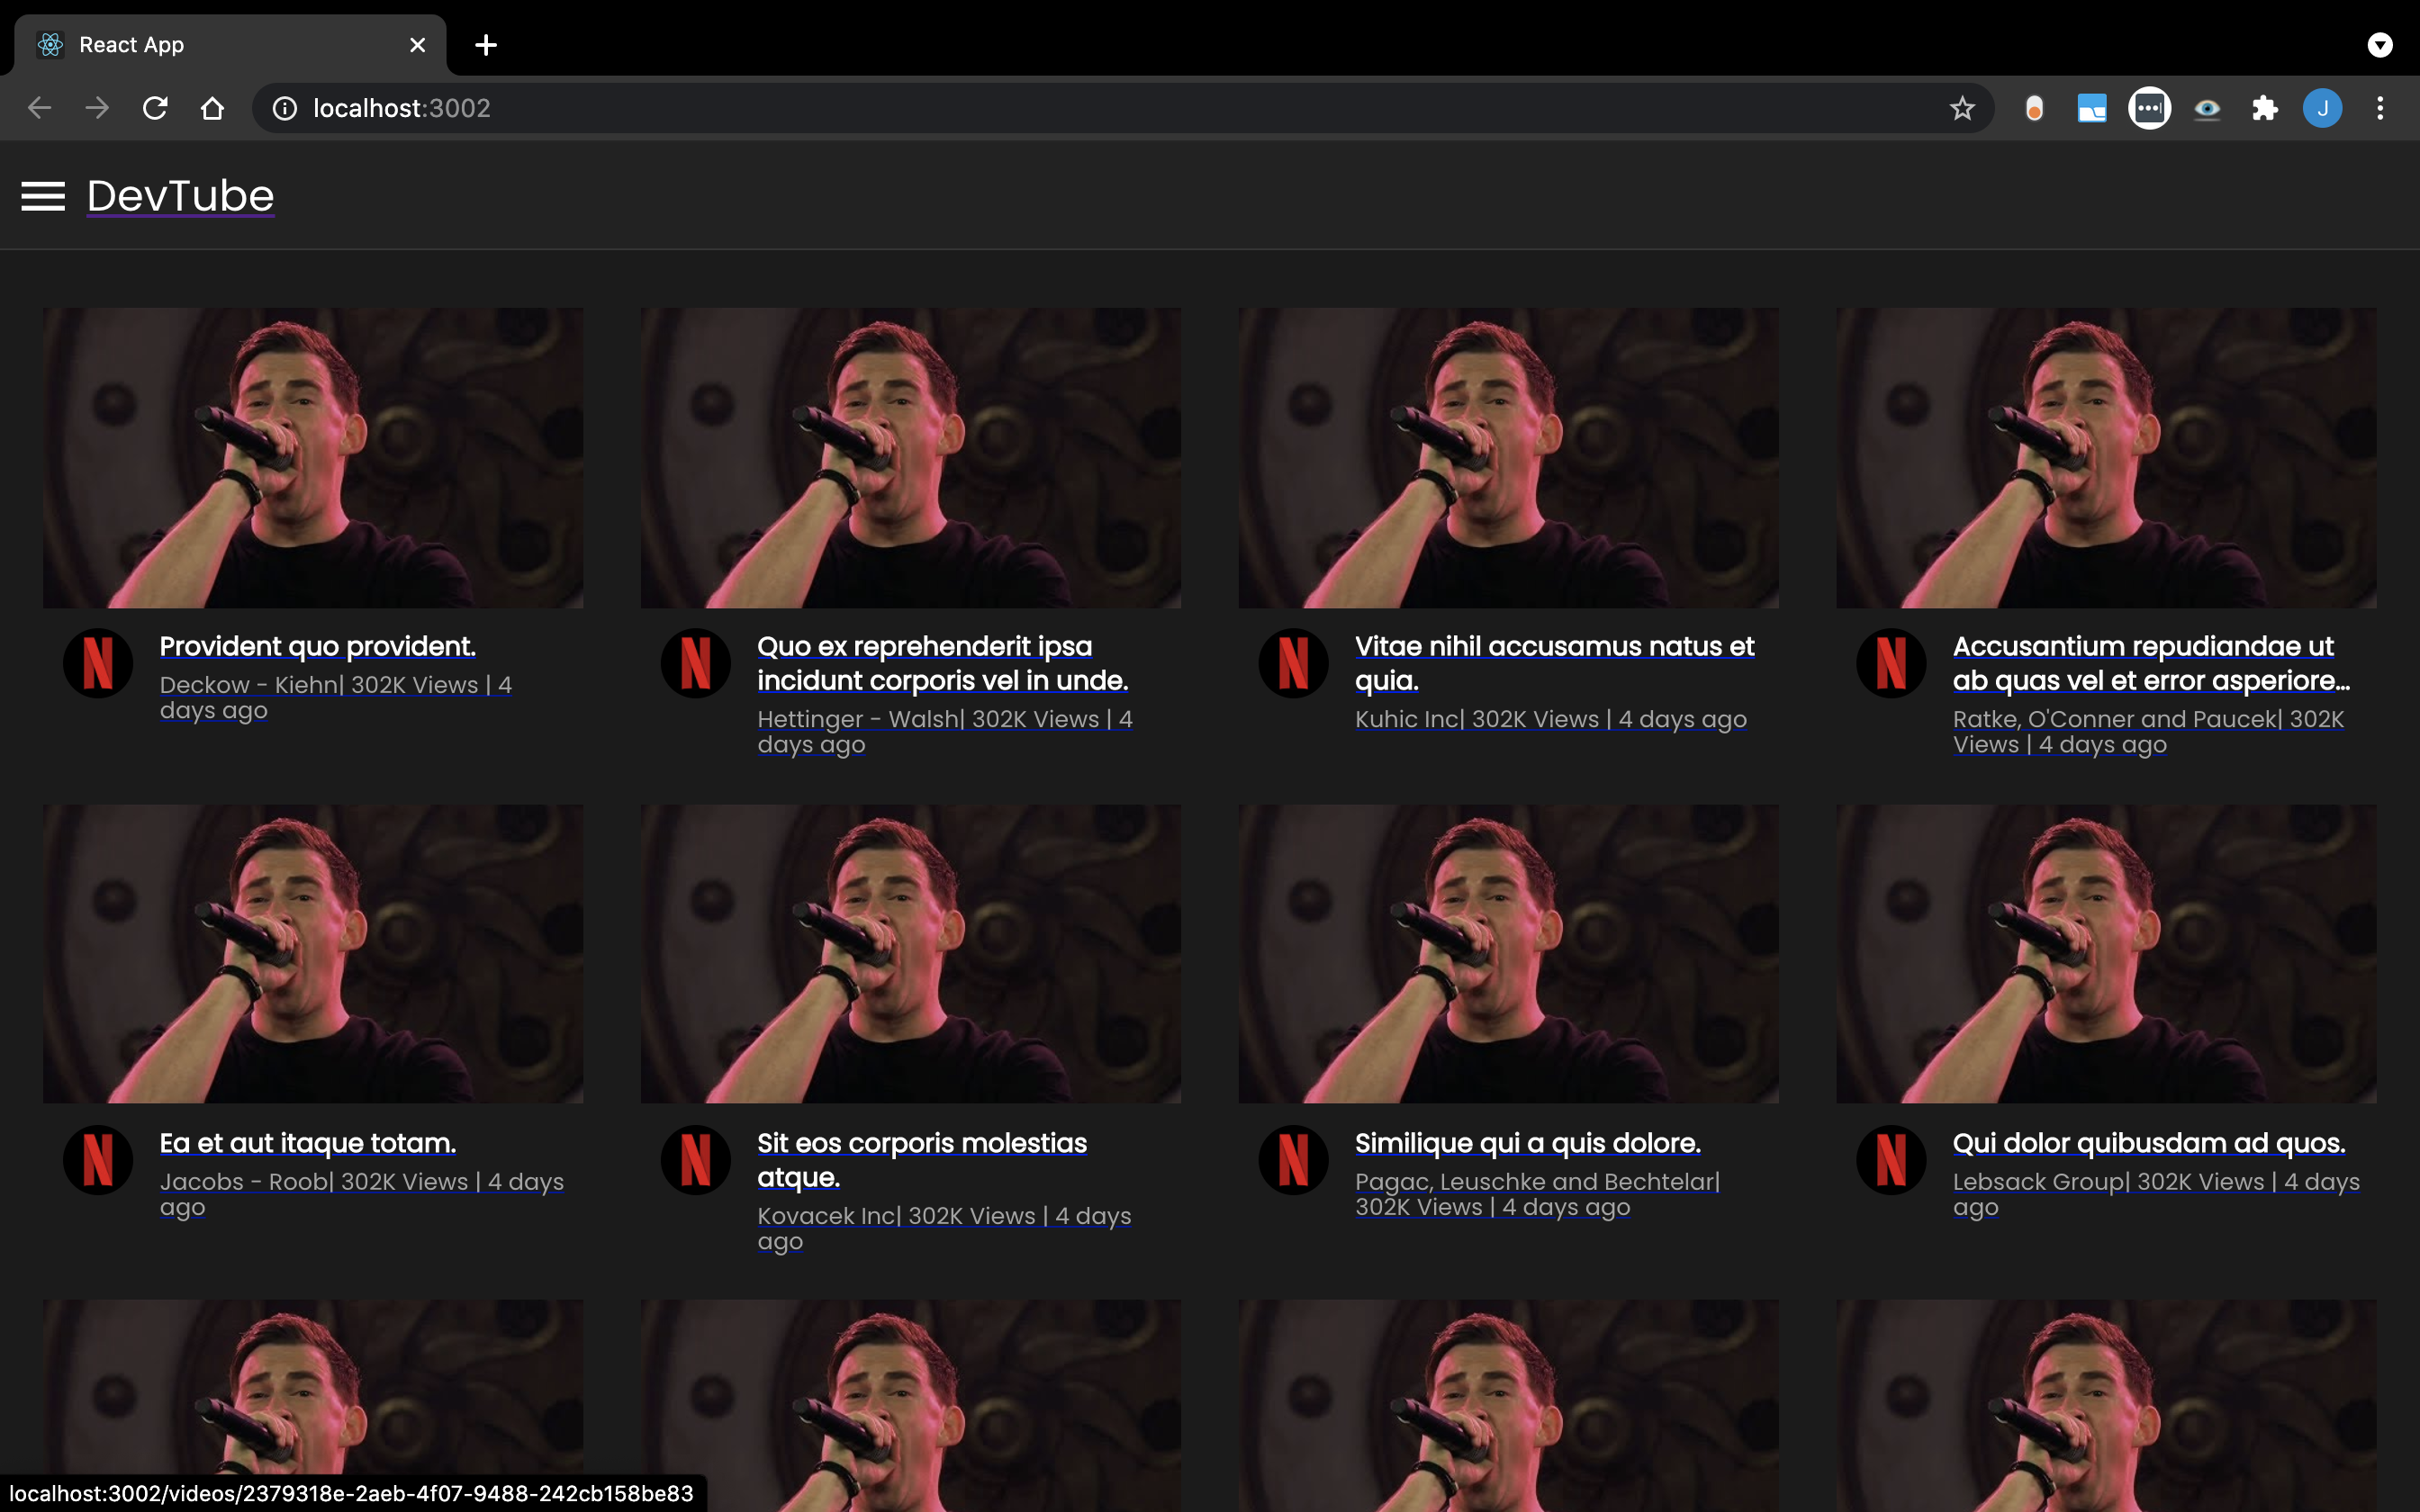 React App
localhost:3002
J
DevTube
Provident quo provident.
Deckow - Kiehn| 302K Views | 4
days ago
Quo ex reprehenderit ipsa
incidunt corporis vel in unde.
Hettinger - Walsh| 302K Views | 4
days ago
Vitae nihil accusamus natus et
quia.
Kuhic Inc| 302K Views | 4 days ago
Accusantium repudiandae ut
ab quas vel et error asperiore...
Ratke, O'Conner and Paucek| 302K
Views | 4 days ago
Ea et aut itaque totam.
Jacobs - Roob| 302K Views | 4 days
ago
Sit eos corporis molestias
atque.
Kovacek Inc| 302K Views | 4 days
ago
Similique qui a quis dolore.
Pagac, Leuschke and Bechtelar|
302K Views | 4 days ago
Qui dolor quibusdam ad quos.
Lebsack Group| 302K Views | 4 days
ago
localhost:3002/videos/2379318e-2aeb-4f07-9488-242cb158be83